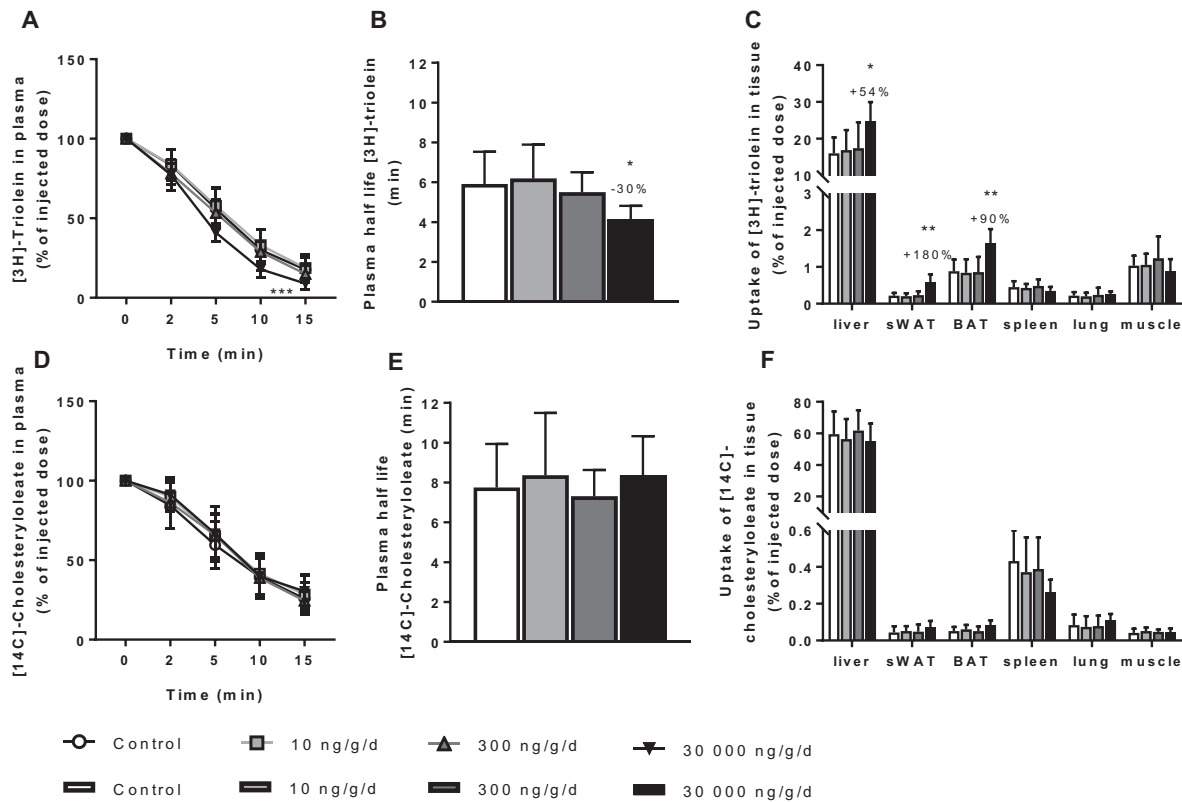 A
[3H]-Triolein in plasma
(% of injected dose)
150
100
50
0
0 2 5 10 15
***
Time (min)
B
Plasma half life [3H]-triolein
(min)
12
10
8
6
4
2
0
*
-30%
C
Uptake of [3H]-triolein in tissue
(% of injected dose)
40
30
20
10
3
2
1
0
*
+54%
**
+180%
**
+90%
liver sWAT BAT spleen lung muscle
D
[14C]-Cholesteryloleate in plasma
(% of injected dose)
150
100
50
0
0 2 5 10 15
Time (min)
E
Plasma half life
[14C]-Cholesteryloleate (min)
12
10
8
6
4
2
0
F
Uptake of [14C]-
cholesteryloleate in tissue
(% of injected dose)
80
60
40
20
0.6
0.4
0.2
0.0
liver sWAT BAT spleen lung muscle
Control 10 ng/g/d 300 ng/g/d 30 000 ng/g/d
Control 10 ng/g/d 300 ng/g/d 30 000 ng/g/d